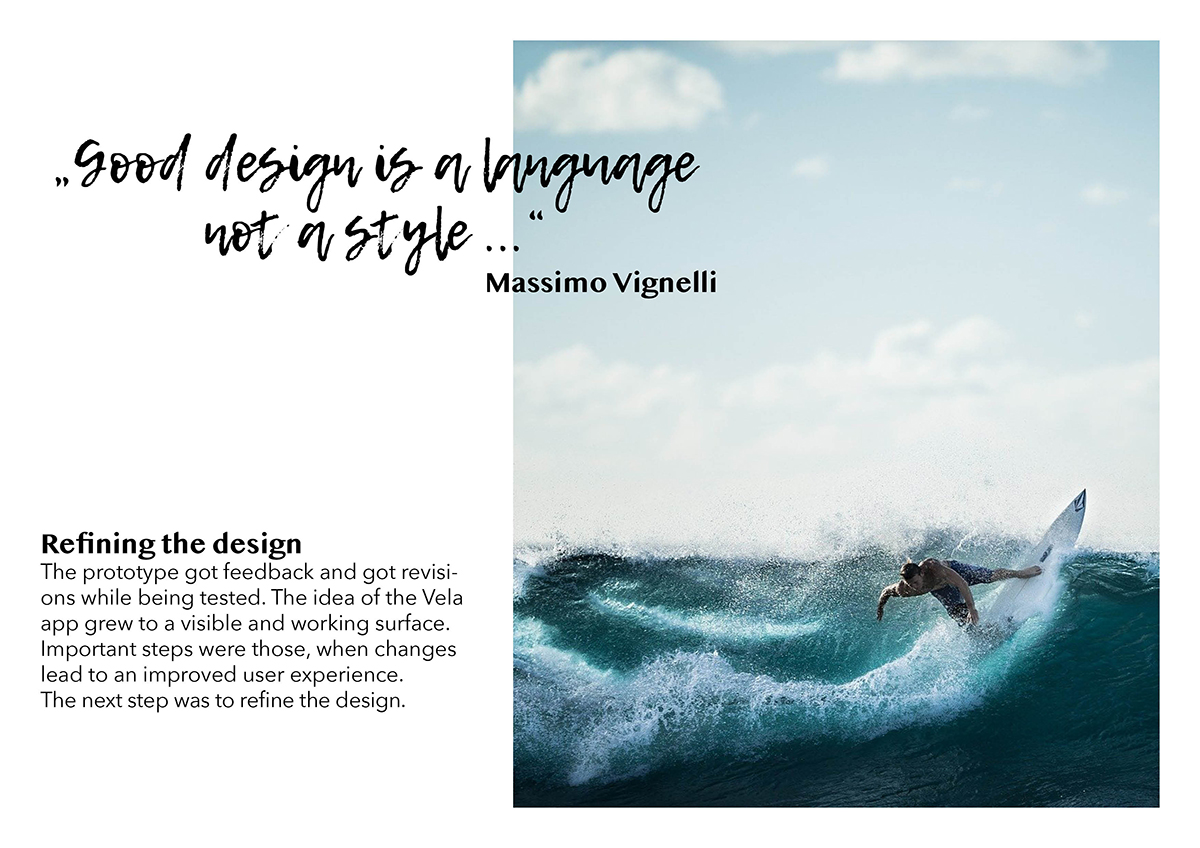 „Good design is a language
not a style ...“
Massimo Vignelli
Refining the design
The prototype got feedback and got revisi-
ons while being tested. The idea of the Vela
app grew to a visible and working surface.
Important steps were those, when changes
lead to an improved user experience.
The next step was to refine the design.